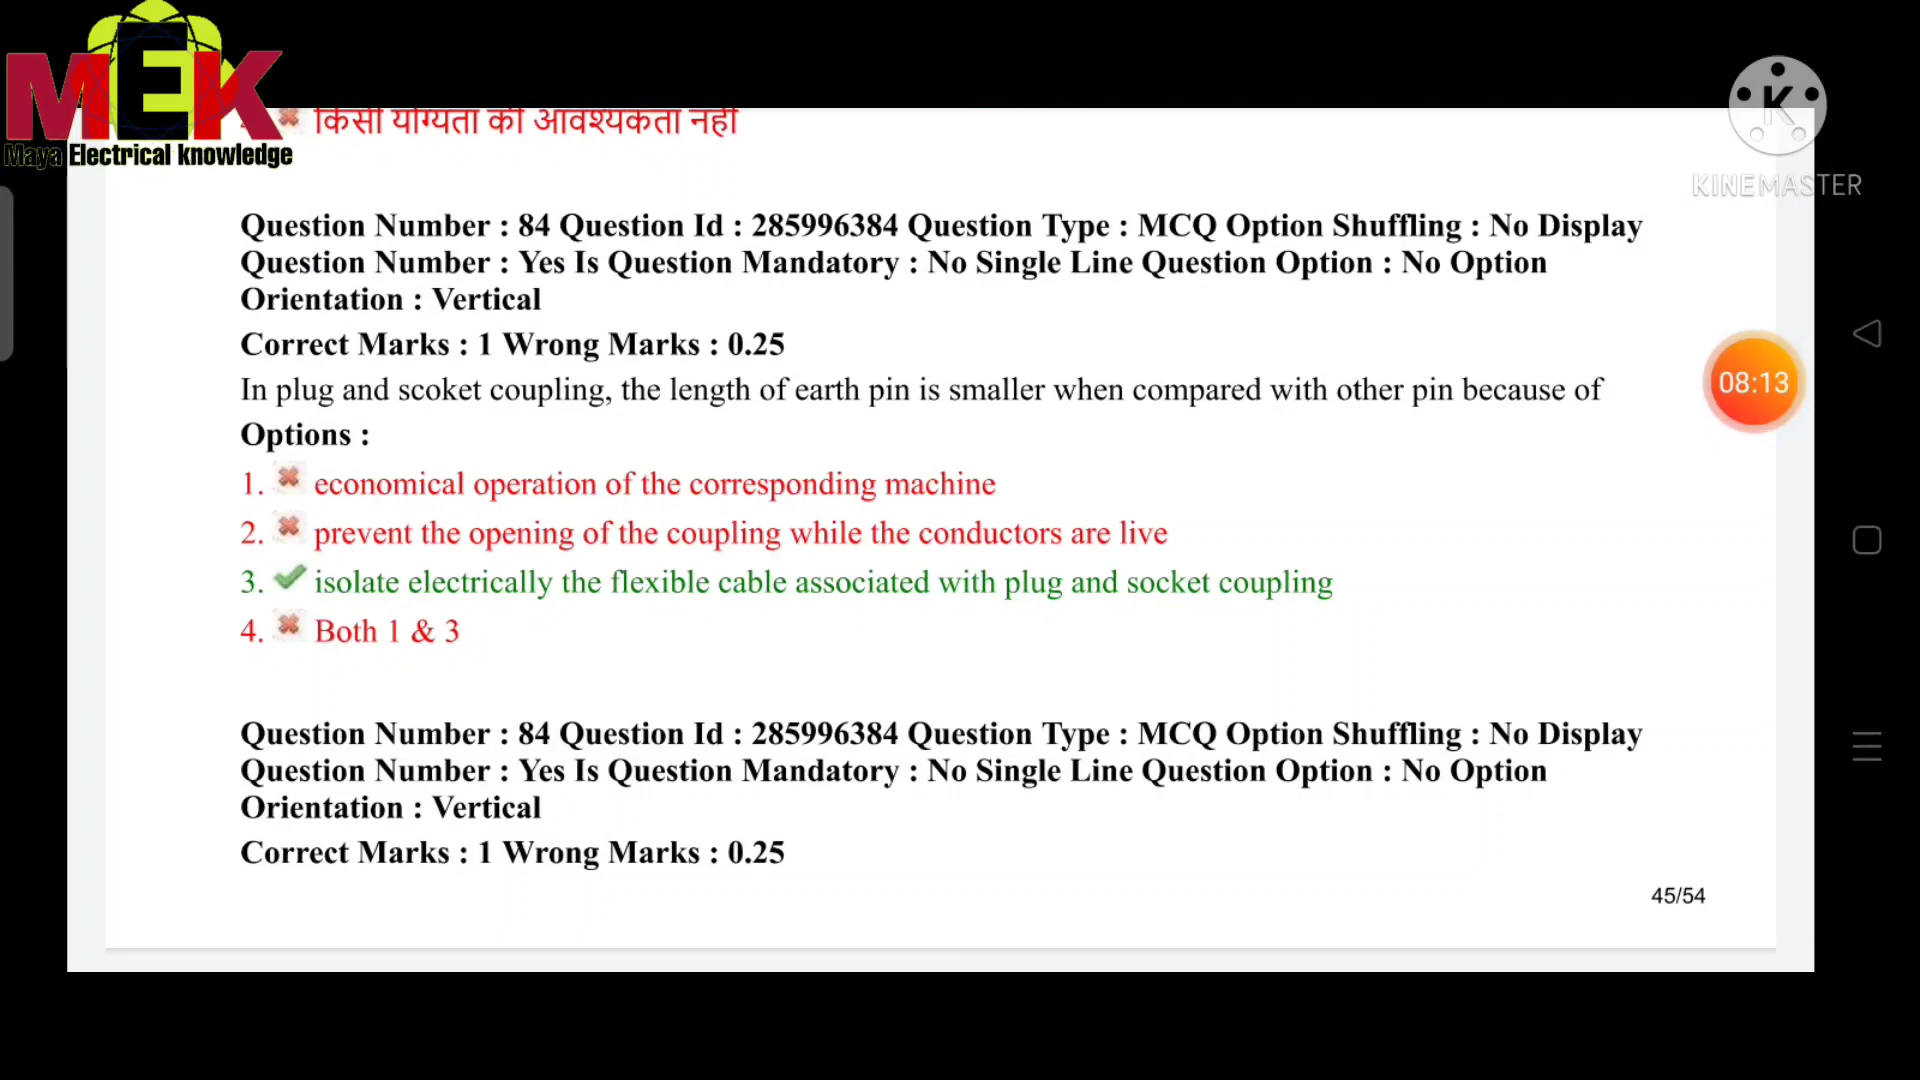 MEK
Maya Electrical knowledge
किसी योग्यता की आवश्यकता नहीं
KINEMASTER
Question Number : 84 Question Id : 285996384 Question Type : MCQ Option Shuffling : No Display
Question Number : Yes Is Question Mandatory : No Single Line Question Option : No Option
Orientation : Vertical
Correct Marks : 1 Wrong Marks : 0.25
In plug and scoket coupling, the length of earth pin is smaller when compared with other pin because of
08:13
Options :
1. economical operation of the corresponding machine
2. prevent the opening of the coupling while the conductors are live
3. isolate electrically the flexible cable associated with plug and socket coupling
4. Both 1 & 3
Question Number : 84 Question Id : 285996384 Question Type : MCQ Option Shuffling : No Display
Question Number : Yes Is Question Mandatory : No Single Line Question Option : No Option
Orientation : Vertical
Correct Marks : 1 Wrong Marks : 0.25
45/54